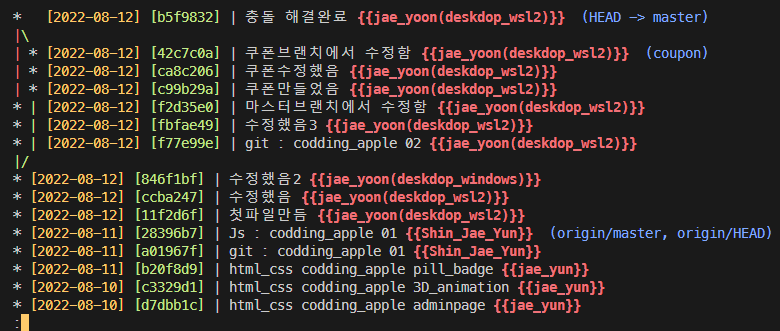 *   [2022-08-12] [b5f9832] | 충돌 해결완료 {{jae_yoon(deskdop_wsl2)}}  (HEAD -> master)
|\
| * [2022-08-12] [42c7c0a] | 쿠폰브랜치에서 수정함 {{jae_yoon(deskdop_wsl2)}}  (coupon)
| * [2022-08-12] [ca8c206] | 쿠폰수정했음 {{jae_yoon(deskdop_wsl2)}}
| * [2022-08-12] [c99b29a] | 쿠폰만들었음 {{jae_yoon(deskdop_wsl2)}}
* | [2022-08-12] [f2d35e0] | 마스터브랜치에서 수정함 {{jae_yoon(deskdop_wsl2)}}
* | [2022-08-12] [fbfae49] | 수정했음3 {{jae_yoon(deskdop_wsl2)}}
* | [2022-08-12] [f77e99e] | git : codding_apple 02 {{jae_yoon(deskdop_wsl2)}}
|/
* [2022-08-12] [846f1bf] | 수정했음2 {{jae_yoon(deskdop_windows)}}
* [2022-08-12] [ccba247] | 수정했음 {{jae_yoon(deskdop_wsl2)}}
* [2022-08-12] [11f2d6f] | 첫파일만듬 {{jae_yoon(deskdop_wsl2)}}
* [2022-08-11] [28396b7] | Js : codding_apple 01 {{Shin_Jae_Yun}}  (origin/master, origin/HEAD)
* [2022-08-11] [a01967f] | git : codding_apple 01 {{Shin_Jae_Yun}}
* [2022-08-11] [b20f8d9] | html_css codding_apple pill_badge {{jae_yun}}
* [2022-08-10] [c3329d1] | html_css codding_apple 3D_animation {{jae_yun}}
* [2022-08-10] [d7dbb1c] | html_css codding_apple adminpage {{jae_yun}}
: